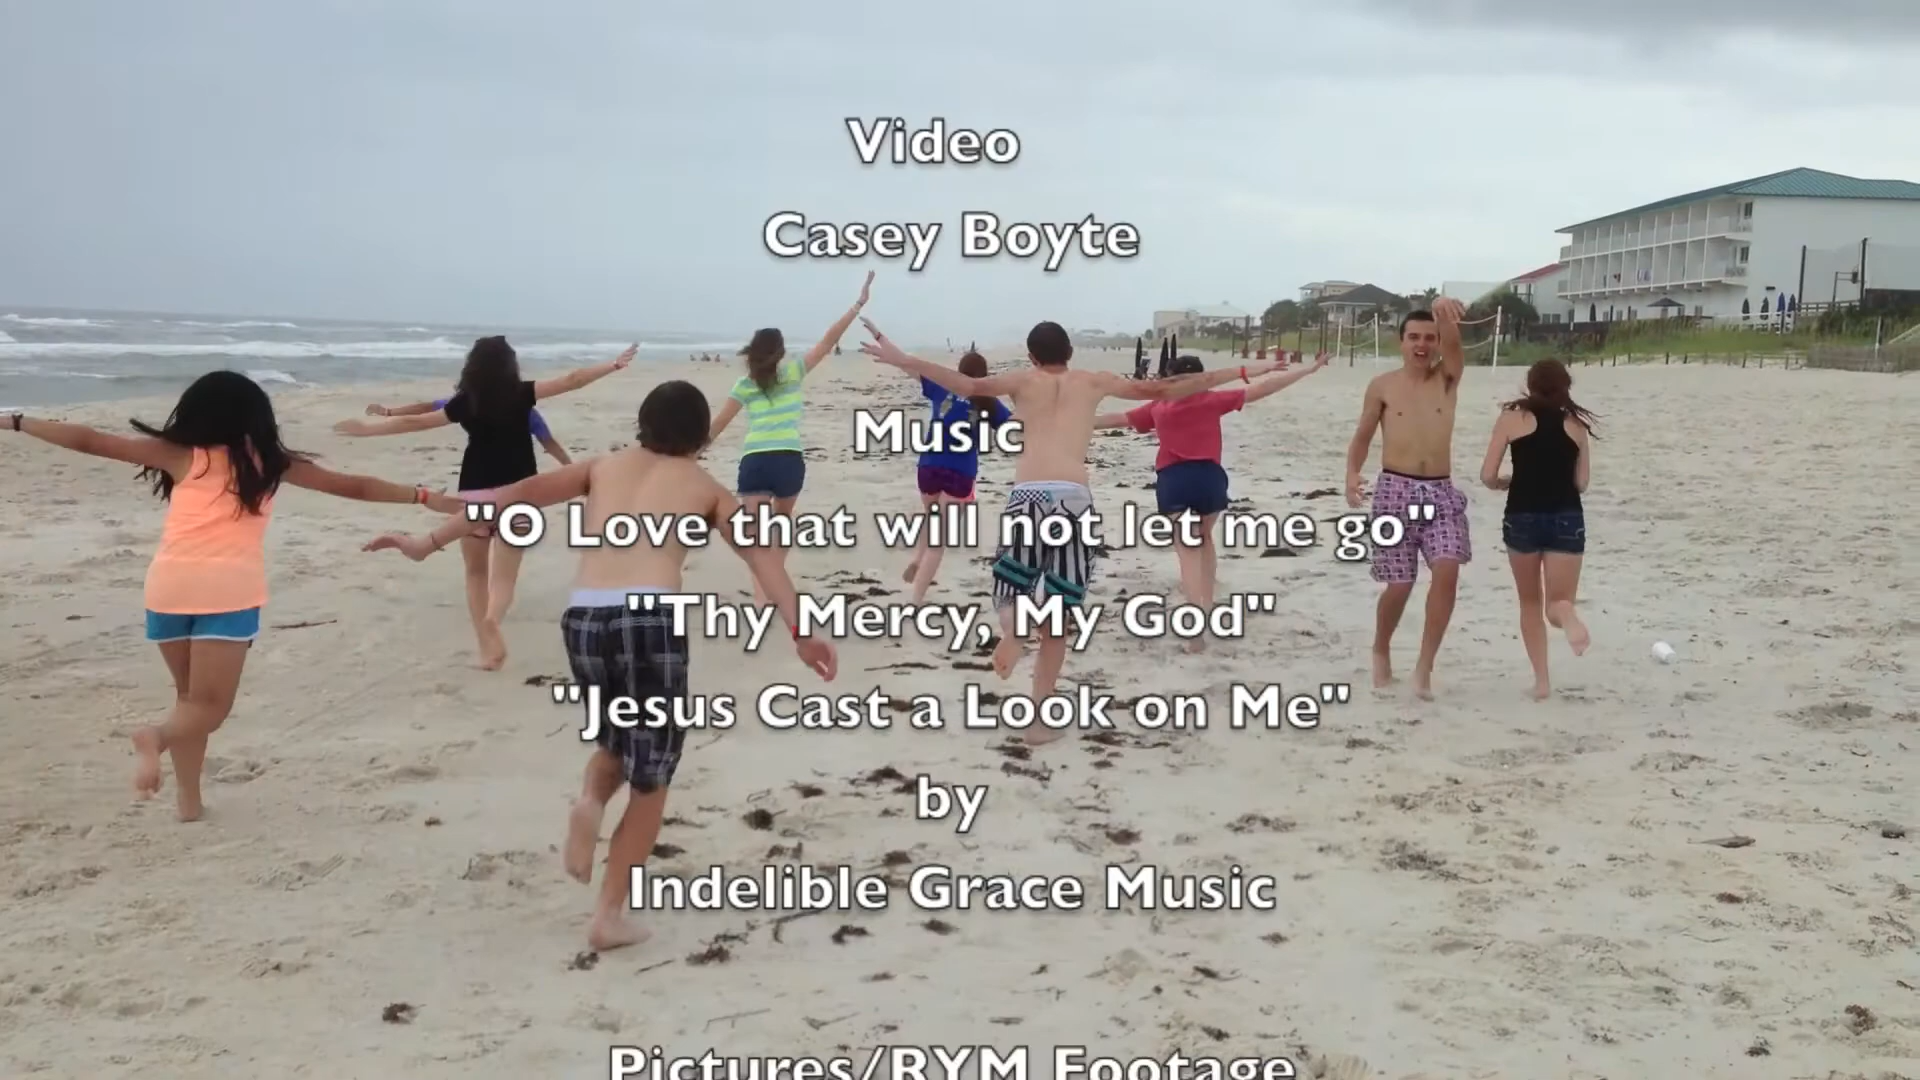 Video
Casey Boyte
Music
"O Love that will not let me go"
"Thy Mercy, My God"
"Jesus Cast a Look on Me"
by
Indelible Grace Music
Pictures/RYM Footage